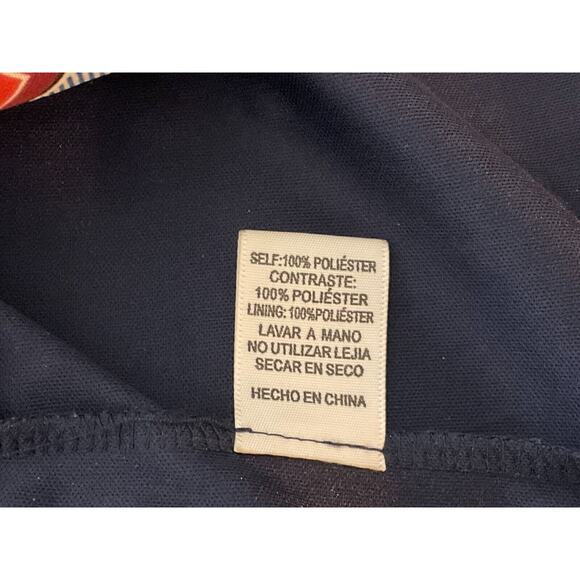 SELF:100% POLIÉSTER
CONTRASTE:
100% POLIÉSTER
LINING: 100%POLIÉSTER
LAVAR A MANO
NO UTILIZAR LEJIA
SECAR EN SECO
HECHO EN CHINA